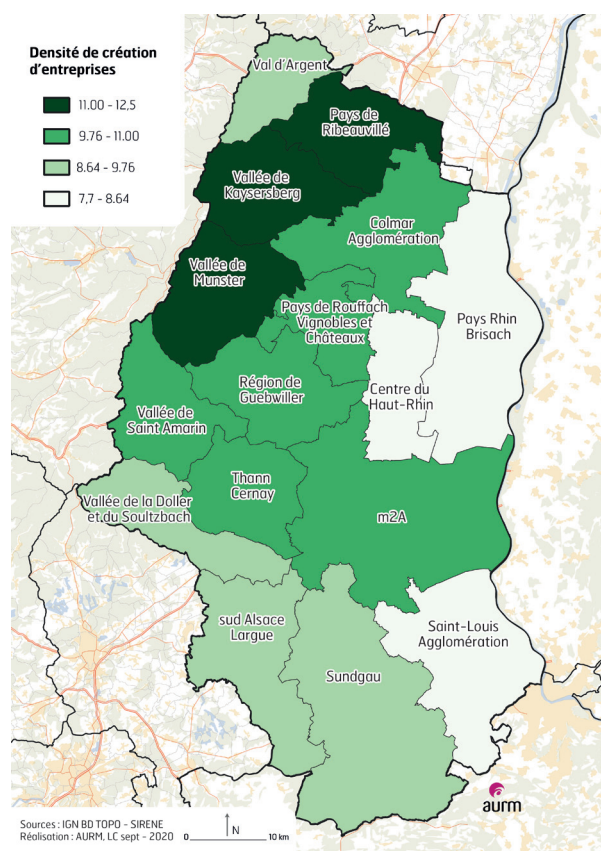 Densité de création
d'entreprises
11.00 - 12,5
9.76 - 11.00
8.64 - 9.76
7,7 - 8.64
Val d'Argent
Pays de
Ribeauvillé
Vallée de
Kaysersberg
Colmar
Agglomération
Vallée de
Munster
Pays de Rouffach
Vignobles et
Châteaux
Pays Rhin
Brisach
Région de
Guebwiller
Centre du
Haut-Rhin
Vallée de
Saint Amarin
Thann
Cernay
Vallée de la Doller
et du Soultzbach
m2A
sud Alsace
Largue
Saint-Louis
Agglomération
Sundgau
aurm
Sources : IGN BD TOPO - SIRENE
Réalisation : AURM, LC sept - 2020
0 N 10 km